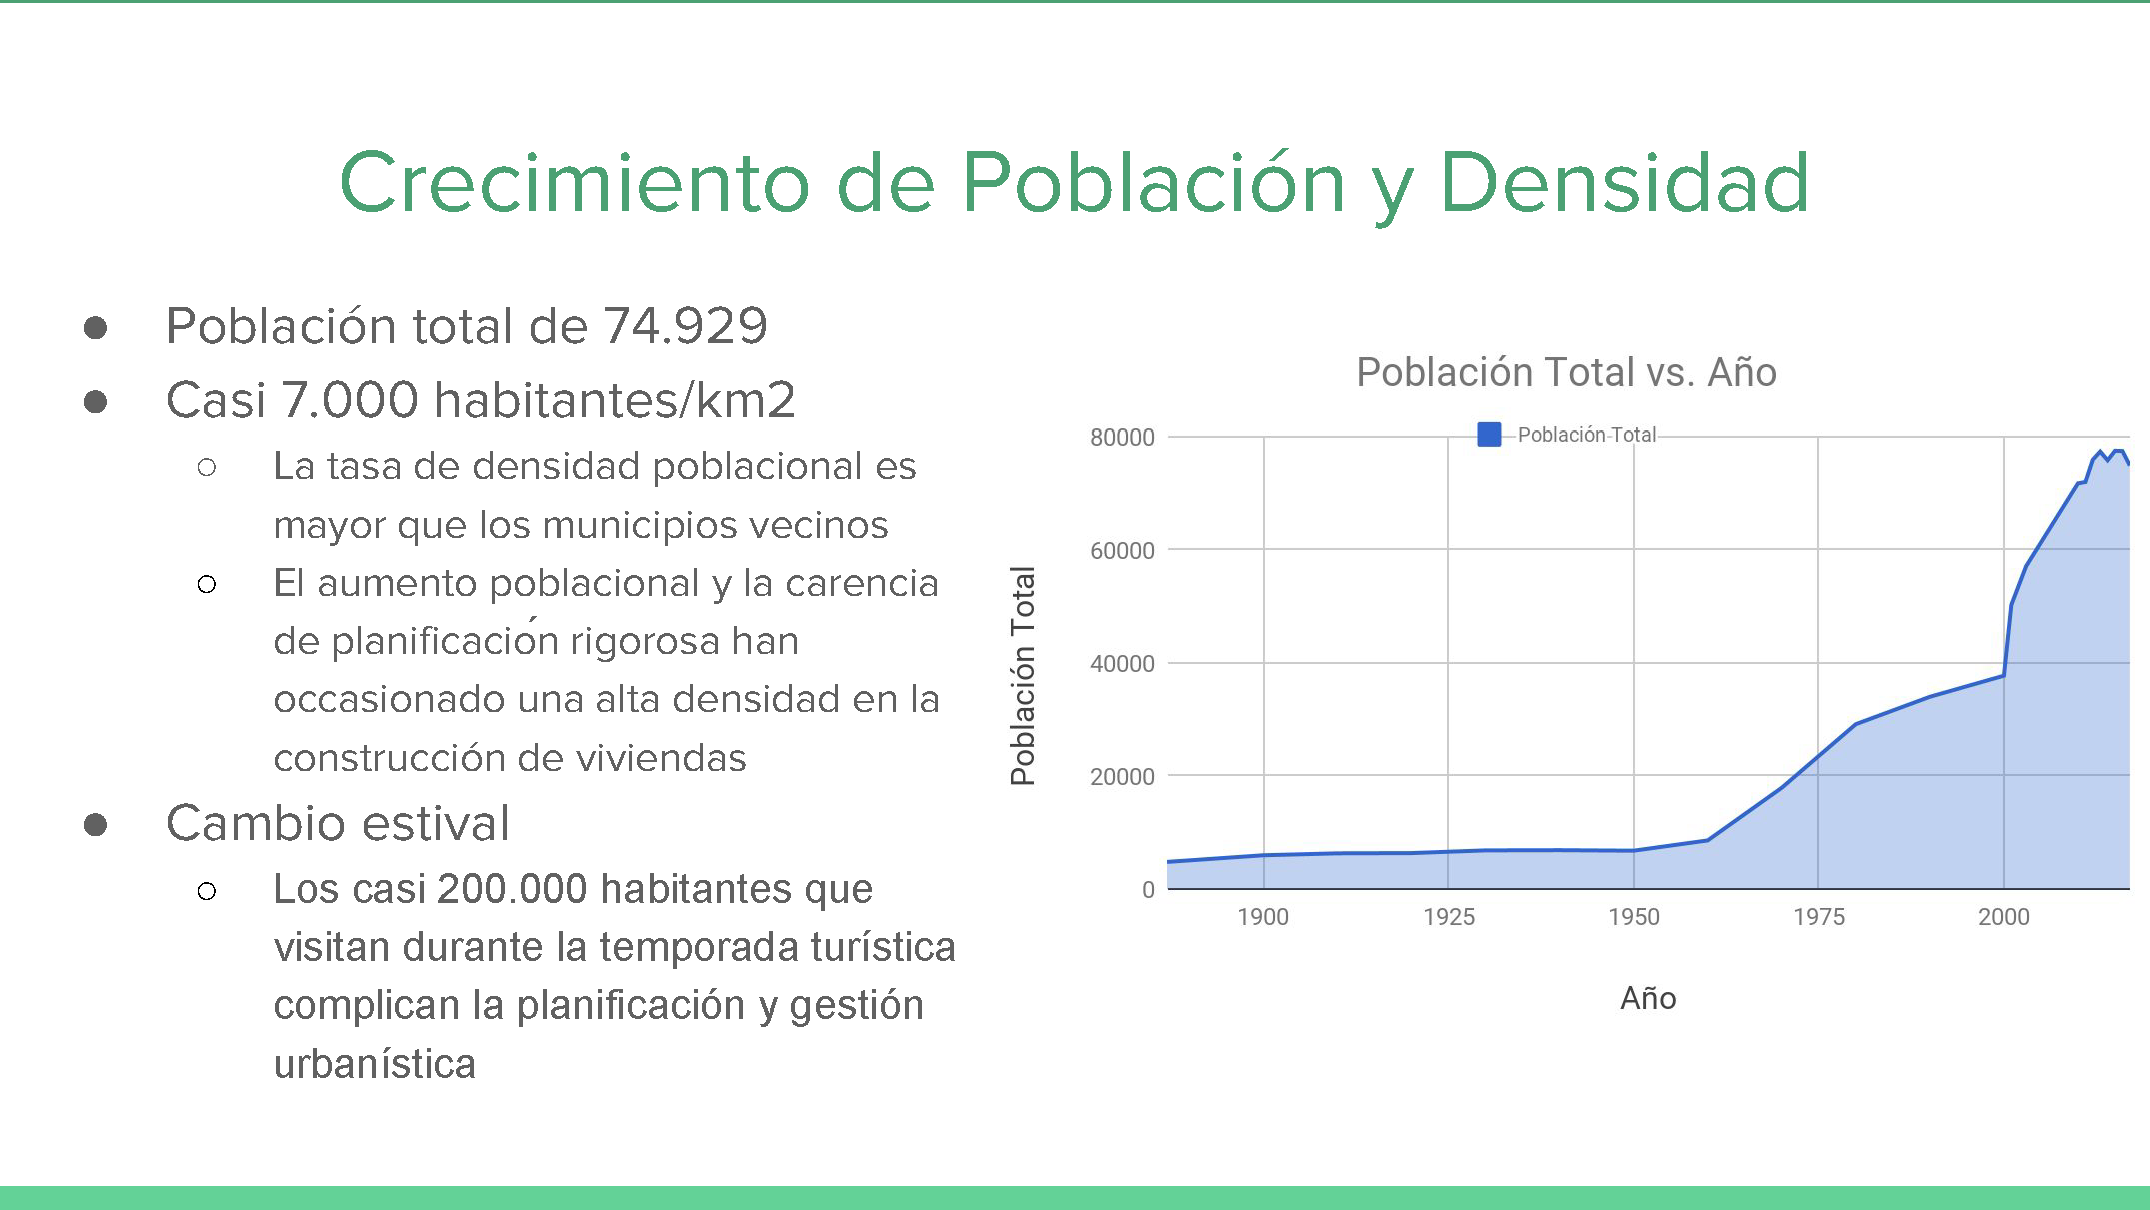 Crecimiento de Población y Densidad
● Población total de 74.929
● Casi 7.000 habitantes/km2
○ La tasa de densidad poblacional es
mayor que los municipios vecinos
○ El aumento poblacional y la carencia
de planificación rigorosa han
occasionado una alta densidad en la
construcción de viviendas
● Cambio estival
○ Los casi 200.000 habitantes que
visitan durante la temporada turística
complican la planificación y gestión
urbanística
Población Total vs. Año
Población Total
80000
60000
40000
20000
0
Población Total
1900 1925 1950 1975 2000
Año